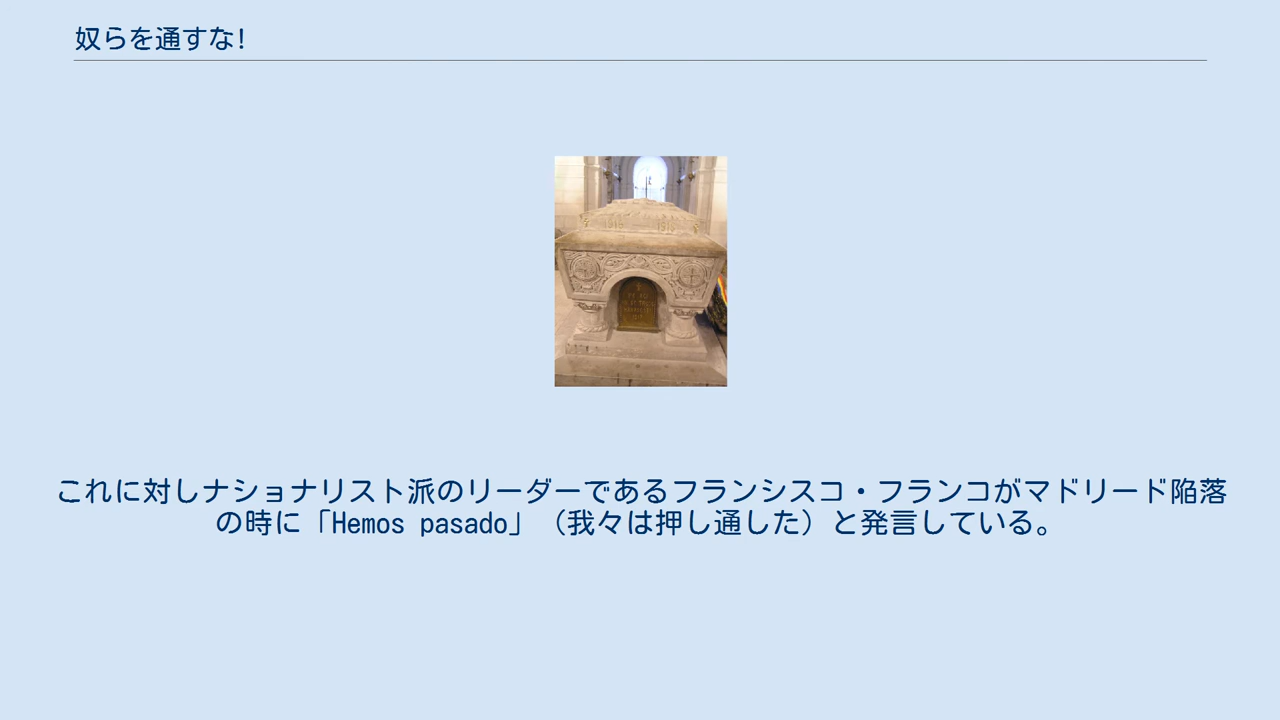 奴らを通すな!
これに対しナショナリスト派のリーダーであるフランシスコ・フランコがマドリード陥落
の時に「Hemos pasado」（我々は押し通した）と発言している。